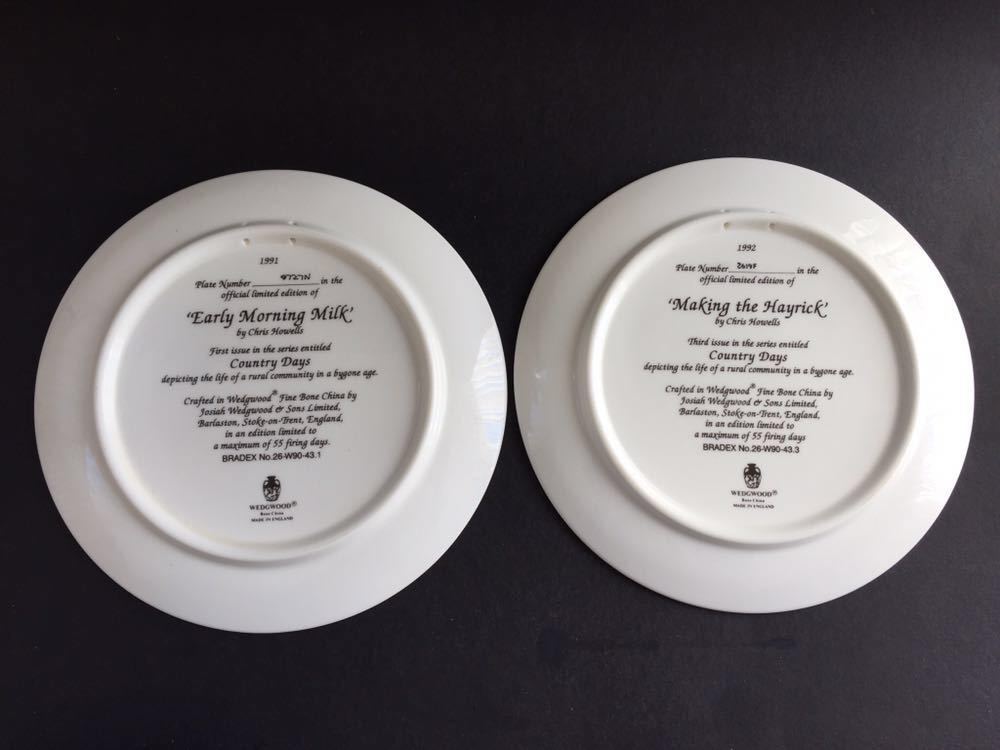 1991
Plate Number in the
official limited edition of
‘Early Morning Milk’
by Chris Howells
First issue in the series entitled
Country Days
depicting the life of a rural community in a bygone age.
Crafted in Wedgwood® Fine Bone China by
Josiah Wedgwood & Sons Limited,
Barlaston, Stoke-on-Trent, England,
in an edition limited to
a maximum of 55 firing days.
BRADEX No.26-W90-43.1
WEDGWOOD®
Bone China
MADE IN ENGLAND
1992
Plate Number 2614F in the
official limited edition of
‘Making the Hayrick’
by Chris Howells
Third issue in the series entitled
Country Days
depicting the life of a rural community in a bygone age.
Crafted in Wedgwood® Fine Bone China by
Josiah Wedgwood & Sons Limited,
Barlaston, Stoke-on-Trent, England,
in an edition limited to
a maximum of 55 firing days
BRADEX No.26-W90-43.3
WEDGWOOD®
Bone China
MADE IN ENGLAND